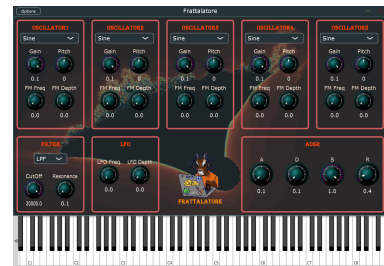 Options
Frattalatore
OSCILLATOR1 OSCILLATOR2 OSCILLATOR3 OSCILLATOR4 OSCILLATOR5
Sine Sine Sine Sine Sine
Gain Pitch Gain Pitch Gain Pitch Gain Pitch Gain Pitch
0.1 0 0.1 0 0.1 0 0.1 0 0.1 0
FM Freq FM Depth FM Freq FM Depth FM Freq FM Depth FM Freq FM Depth FM Freq FM Depth
0.0 0.0 0.0 0.0 0.0 0.0 0.0 0.0 0.0 0.0
FILTER LFO ADSR
LPF
CutOff Resonance LFO Freq LFO Depth A D S R
20000.0 0.1 0.0 0.0 0.1 0.1 1.0 0.4
FRATTALATORE
C1 C2 C3 C4 C5 C6 C7 C8